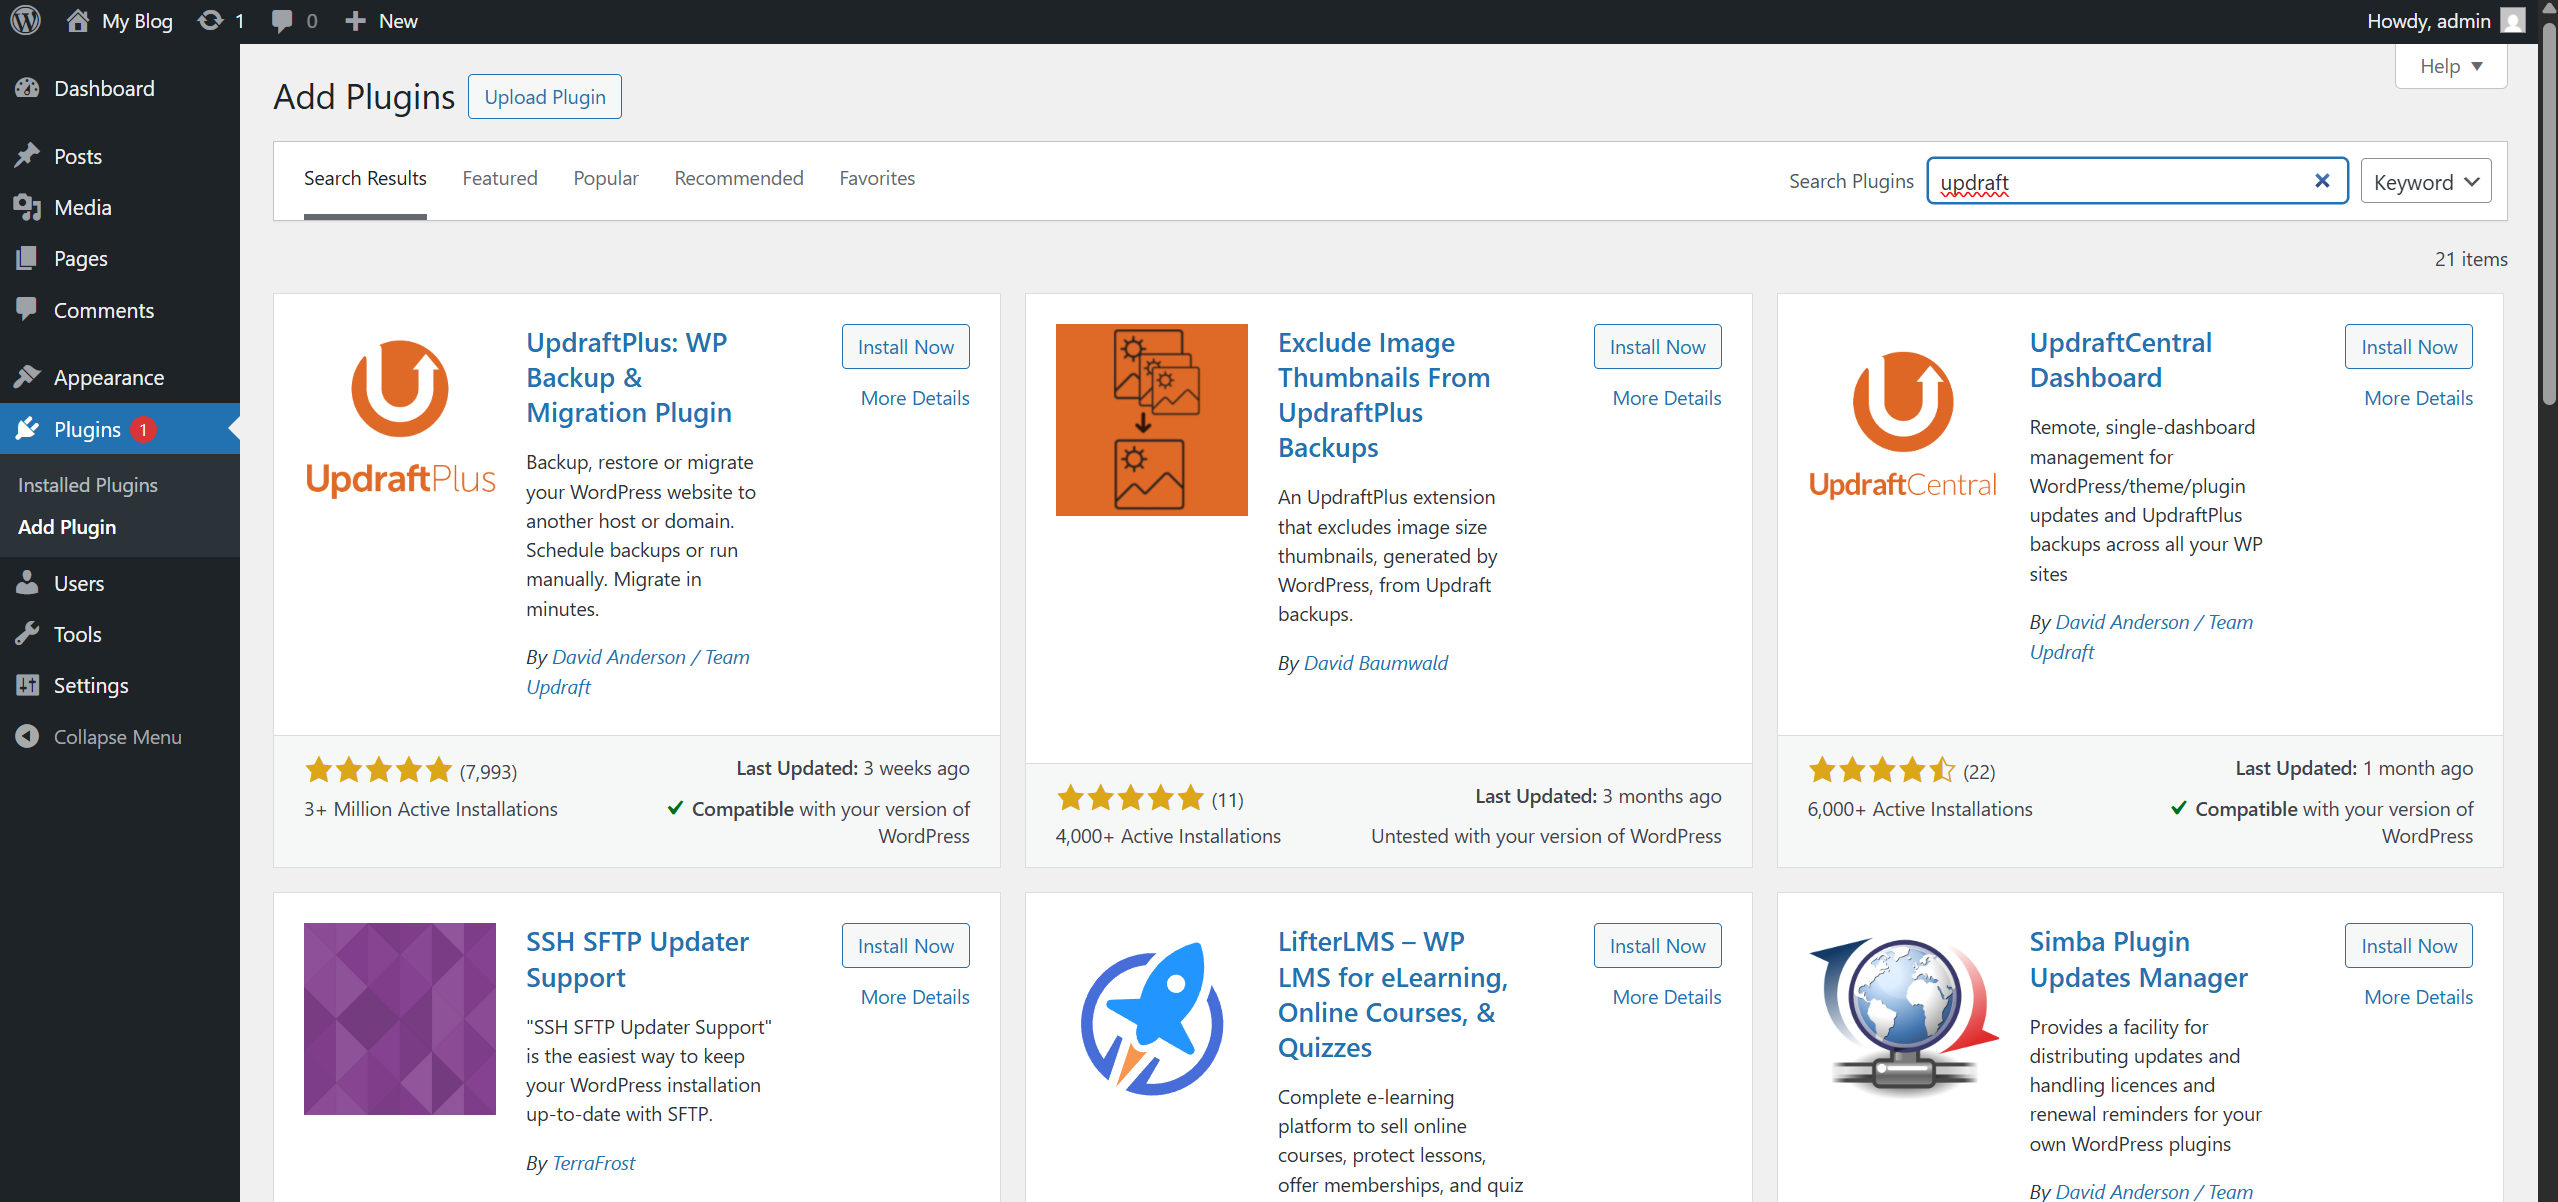 My Blog
1
0
New
Howdy, admin
Dashboard
Posts
Media
Pages
Comments
Appearance
Plugins 1
Installed Plugins
Add Plugin
Users
Tools
Settings
Collapse Menu
Help
Add Plugins
Upload Plugin
Search Results
Featured
Popular
Recommended
Favorites
Search Plugins
updraft
Keyword
21 items
UpdraftPlus
UpdraftPlus: WP
Backup &
Migration Plugin
Install Now
More Details
Backup, restore or migrate
your WordPress website to
another host or domain.
Schedule backups or run
manually. Migrate in
minutes.
By David Anderson / Team
Updraft
(7,993)
3+ Million Active Installations
Last Updated: 3 weeks ago
Compatible with your version of
WordPress
Exclude Image
Thumbnails From
UpdraftPlus
Backups
Install Now
More Details
An UpdraftPlus extension
that excludes image size
thumbnails, generated by
WordPress, from Updraft
backups.
By David Baumwald
(11)
4,000+ Active Installations
Last Updated: 3 months ago
Untested with your version of WordPress
UpdraftCentral
UpdraftCentral
Dashboard
Install Now
More Details
Remote, single-dashboard
management for
WordPress/theme/plugin
updates and UpdraftPlus
backups across all your WP
sites
By David Anderson / Team
Updraft
(22)
6,000+ Active Installations
Last Updated: 1 month ago
Compatible with your version of
WordPress
SSH SFTP Updater
Support
Install Now
More Details
"SSH SFTP Updater Support"
is the easiest way to keep
your WordPress installation
up-to-date with SFTP.
By TerraFrost
LifterLMS – WP
LMS for eLearning,
Online Courses, &
Quizzes
Install Now
More Details
Complete e-learning
platform to sell online
courses, protect lessons,
offer memberships, and quiz
Simba Plugin
Updates Manager
Install Now
More Details
Provides a facility for
distributing updates and
handling licences and
renewal reminders for your
own WordPress plugins
By David Anderson / Team